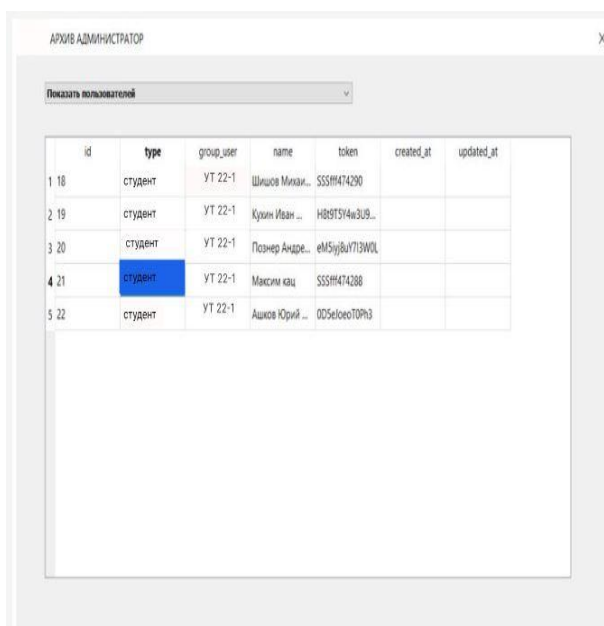 АРХИВ АДМИНИСТРАТОР
Показать пользователей
id type group_user name token created_at updated_at
1 18 студент УТ 22-1 Шишов Михаи... SSSfff474290
2 19 студент УТ 22-1 Кухин Иван ... H8t9T5Y4w3U9...
3 20 студент УТ 22-1 Познер Андре... eM5iyj8uY7I3W0L
4 21 студент УТ 22-1 Максим кац SSSfff474288
5 22 студент УТ 22-1 Ашков Юрий ... 0D5eJoeoT0Ph3